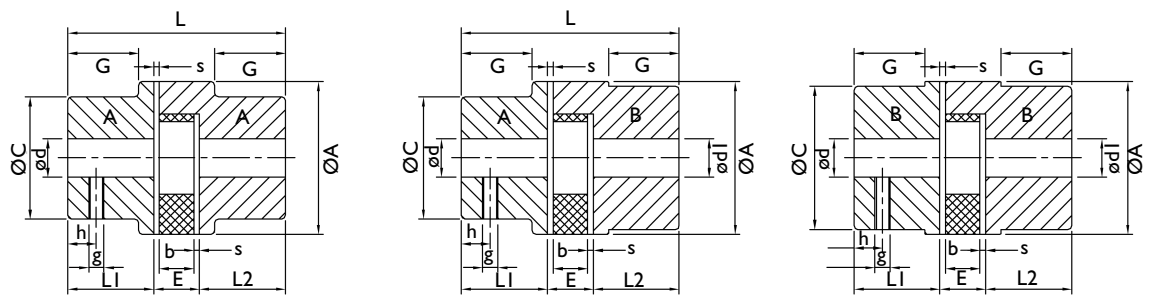 L
G s G
A A
ØC ød ØA
h g b s
L1 E L2
L
G s G
A B
ØC ød ød1 ØA
h g b s
L1 E L2
G s G
B B
ØC ød ød1 ØA
h g b s
L1 E L2